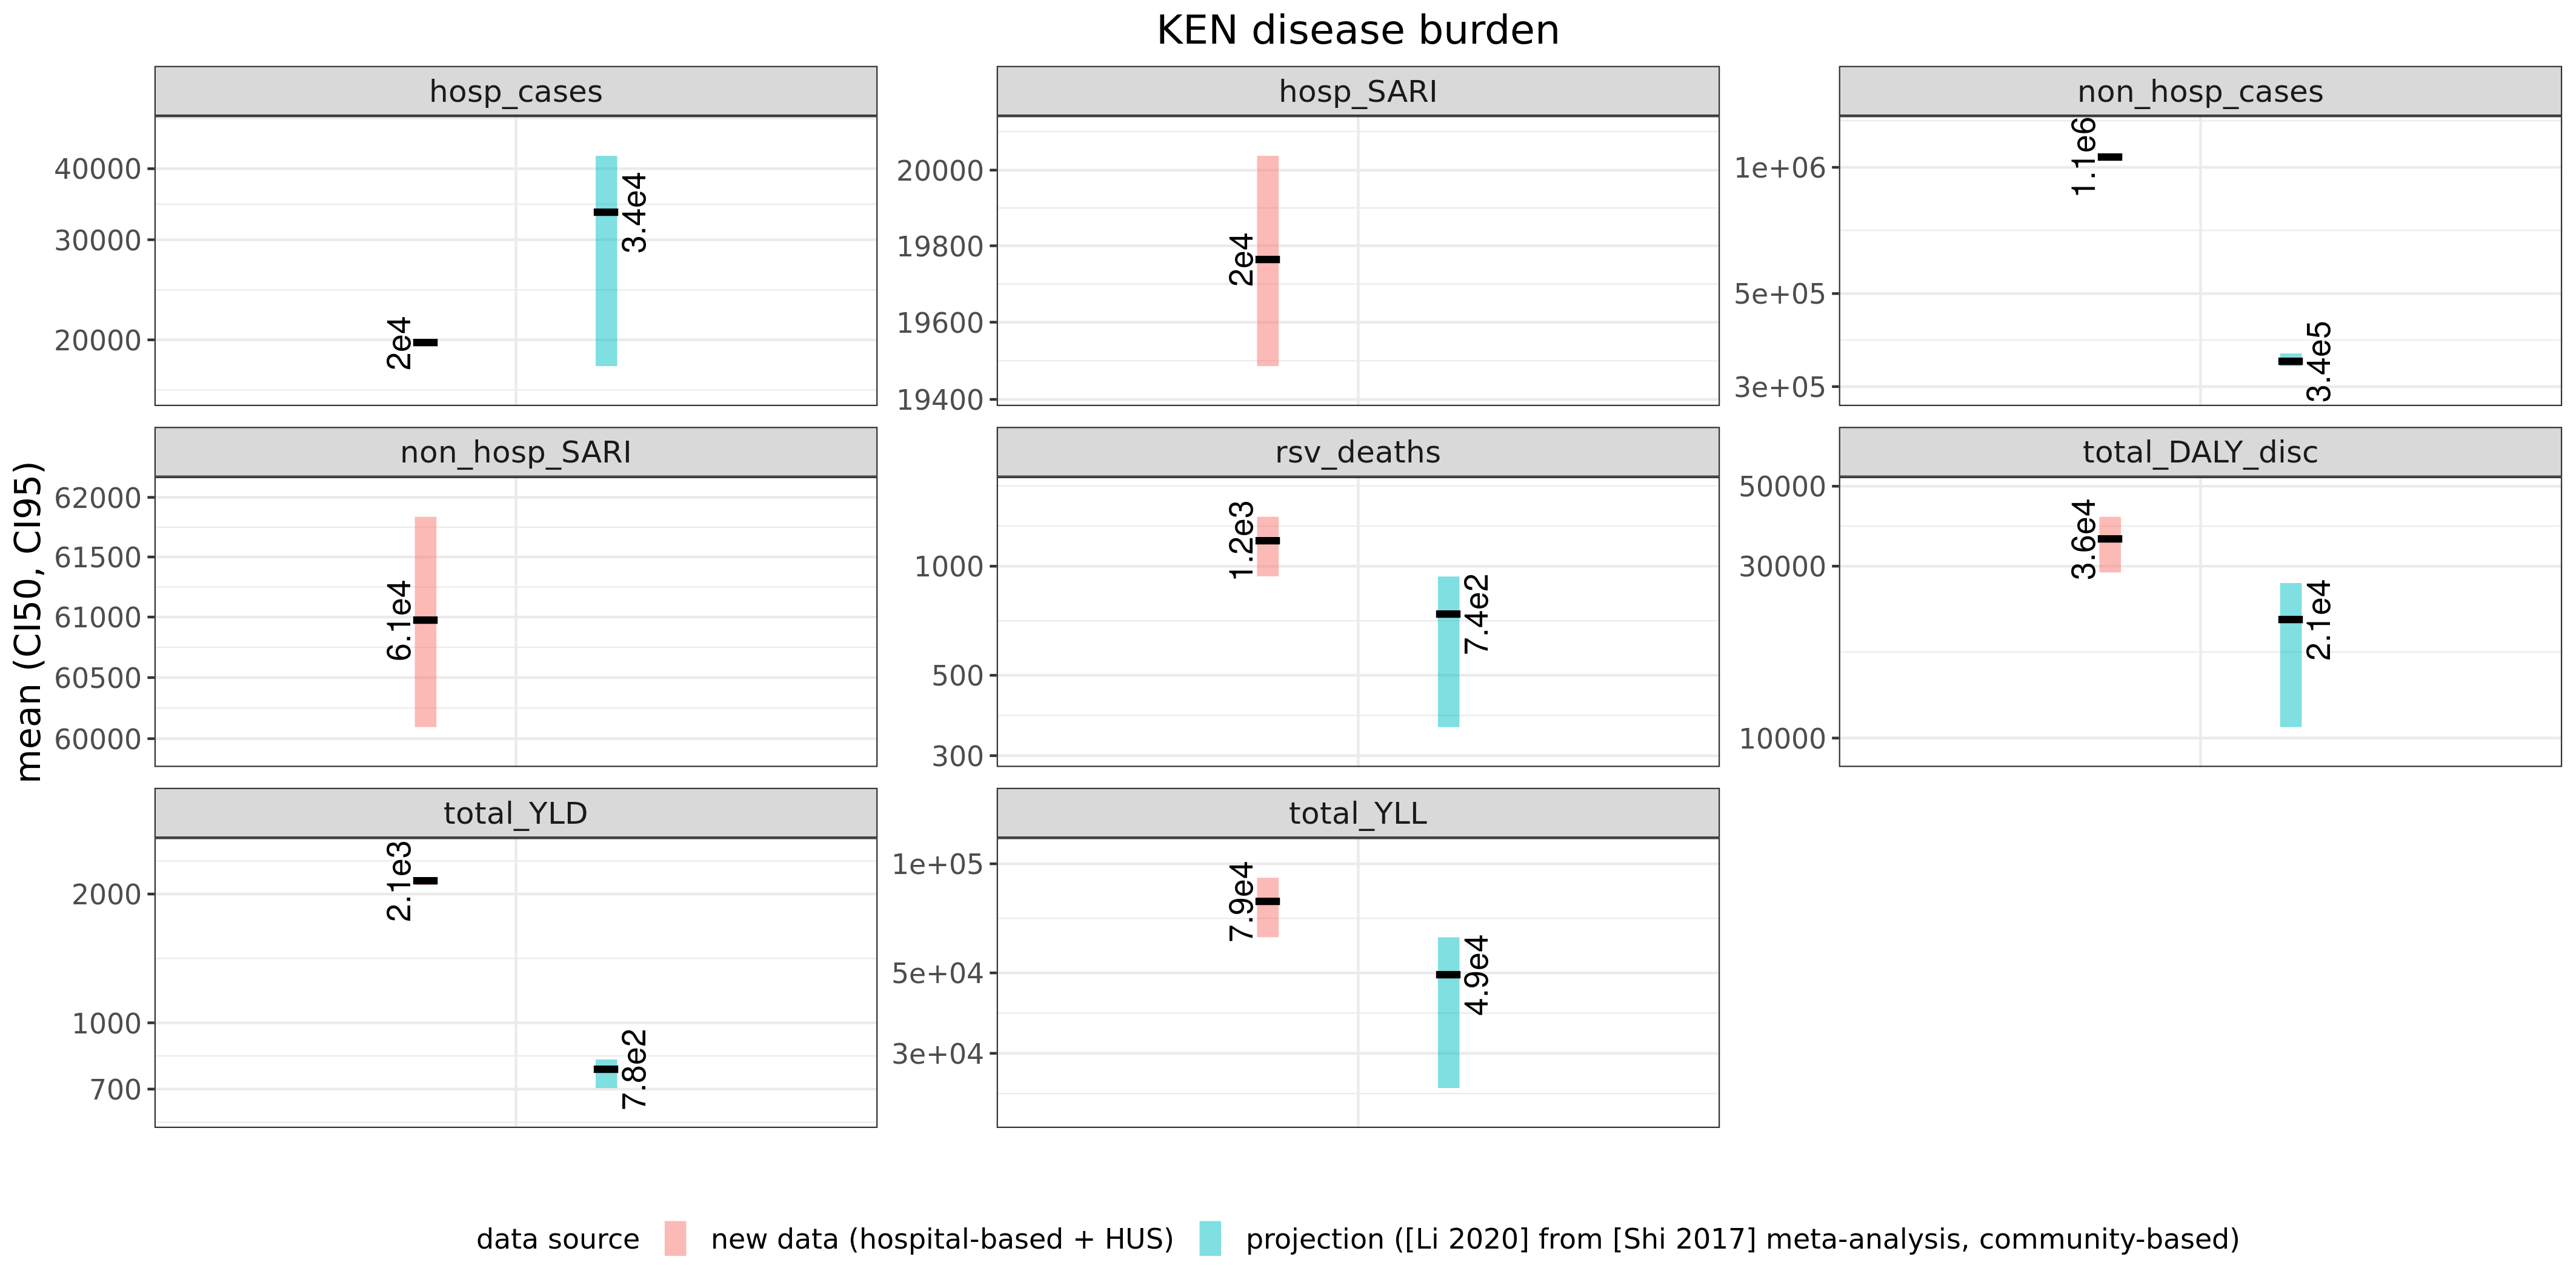 KEN disease burden
mean (CI50, CI95)
hosp_cases
40000
30000
20000
2e4
3.4e4
hosp_SARI
20000
19800
19600
19400
2e4
non_hosp_cases
1e+06
5e+05
3e+05
1.1e6
3.4e5
non_hosp_SARI
62000
61500
61000
60500
60000
6.1e4
rsv_deaths
1000
500
300
1.2e3
7.4e2
total_DALY_disc
50000
30000
10000
3.6e4
2.1e4
total_YLD
2000
1000
700
2.1e3
7.8e2
total_YLL
1e+05
5e+04
3e+04
7.9e4
4.9e4
data source new data (hospital-based + HUS) projection ([Li 2020] from [Shi 2017] meta-analysis, community-based)